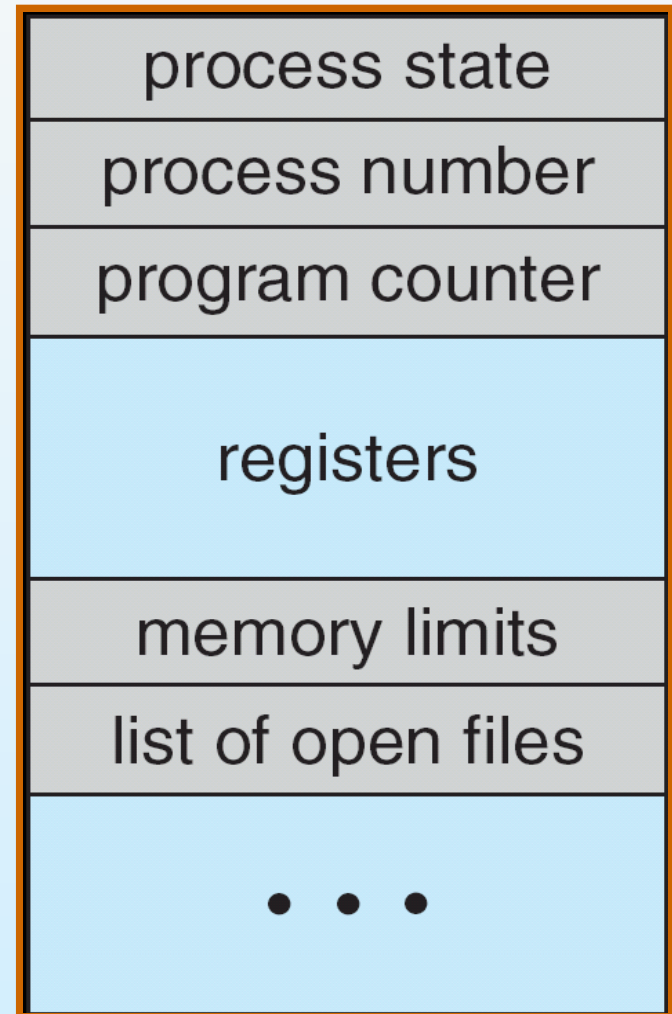 process state
process number
program counter
registers
memory limits
list of open files
• • •